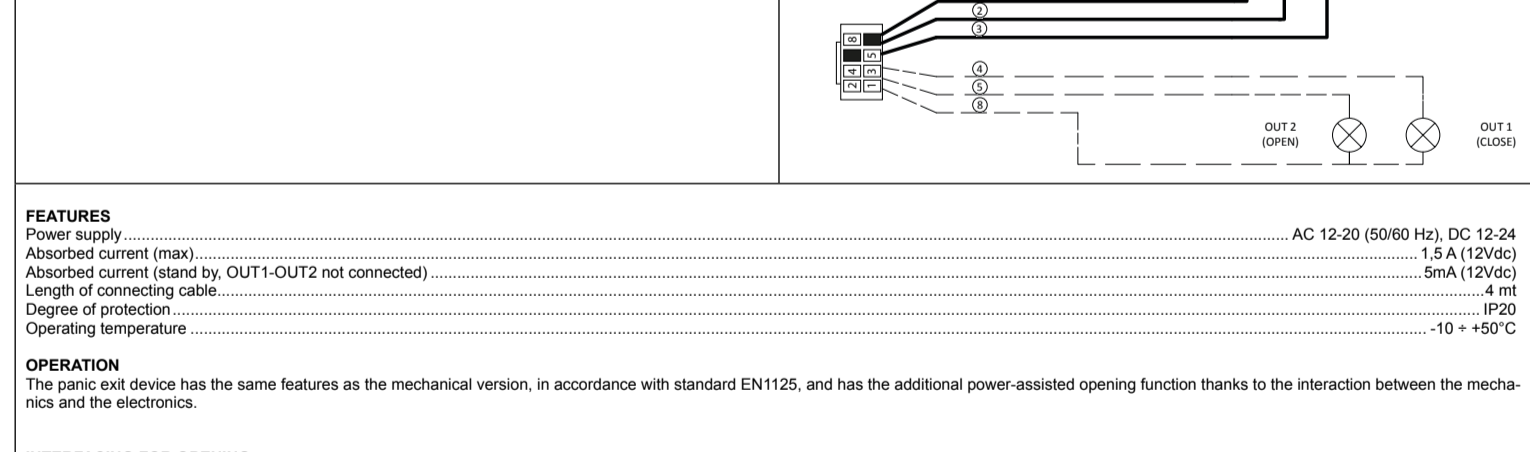 2
3
8
5
4 3
2 1
4
5
8
OUT 2
(OPEN)
OUT 1
(CLOSE)
FEATURES
Power supply AC 12-20 (50/60 Hz), DC 12-24
Absorbed current (max) 1,5 A (12Vdc)
Absorbed current (stand by, OUT1-OUT2 not connected) 5mA (12Vdc)
Length of connecting cable 4 mt
Degree of protection IP20
Operating temperature -10 ÷ +50°C
OPERATION
The panic exit device has the same features as the mechanical version, in accordance with standard EN1125, and has the additional power-assisted opening function thanks to the interaction between the mecha-
nics and the electronics.